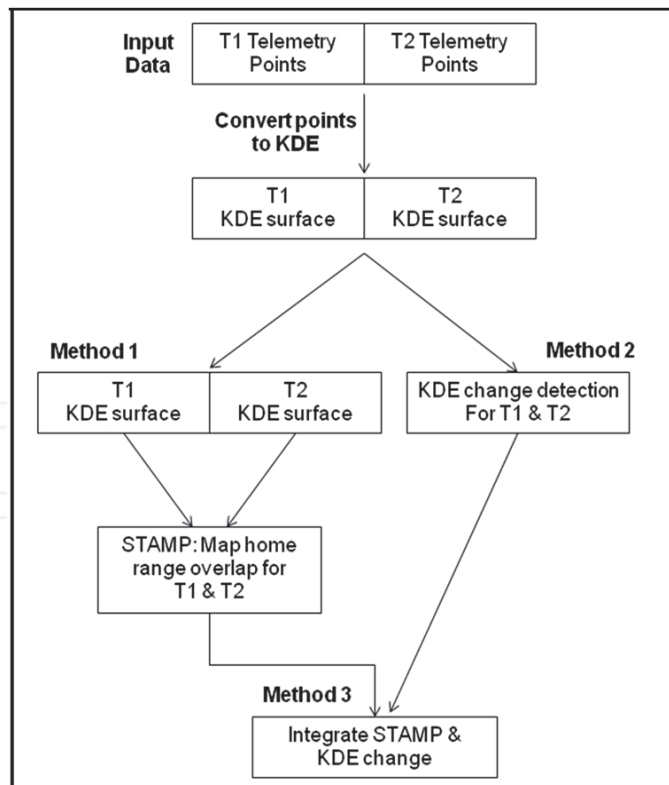 Input
Data
T1 Telemetry
Points
T2 Telemetry
Points
Convert points
to KDE
T1
KDE surface
T2
KDE surface
Method 1
Method 2
T1
KDE surface
T2
KDE surface
KDE change detection
For T1 & T2
STAMP: Map home
range overlap for
T1 & T2
Method 3
Integrate STAMP &
KDE change